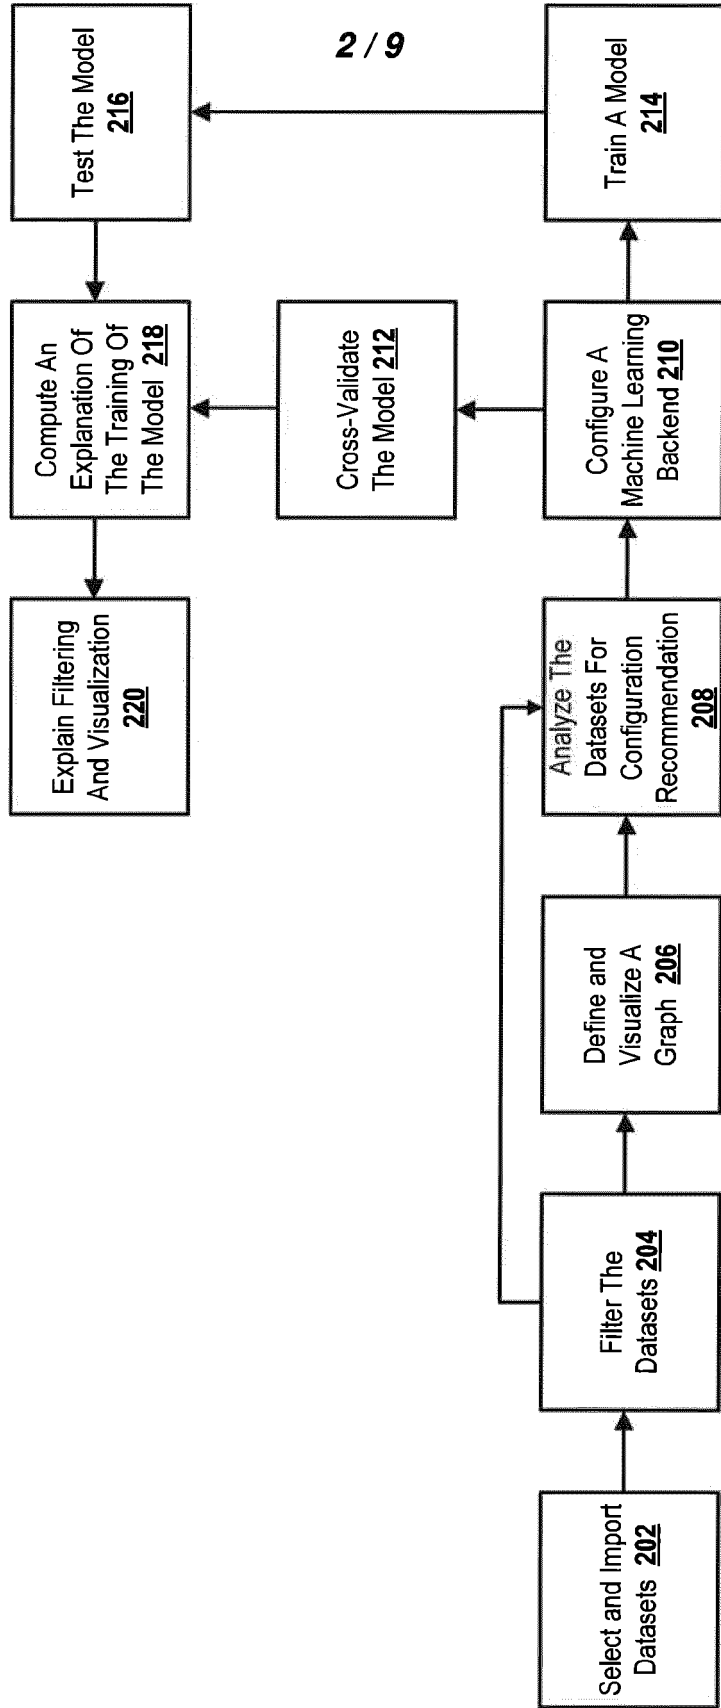 2 / 9
Select and Import
Datasets 202
Filter The
Datasets 204
Define and
Visualize A
Graph 206
Analyze The
Datasets For
Configuration
Recommendation
208
Configure A
Machine Learning
Backend 210
Cross-Validate
The Model 212
Train A Model
214
Test The Model
216
Compute An
Explanation Of
The Training Of
The Model 218
Explain Filtering
And Visualization
220